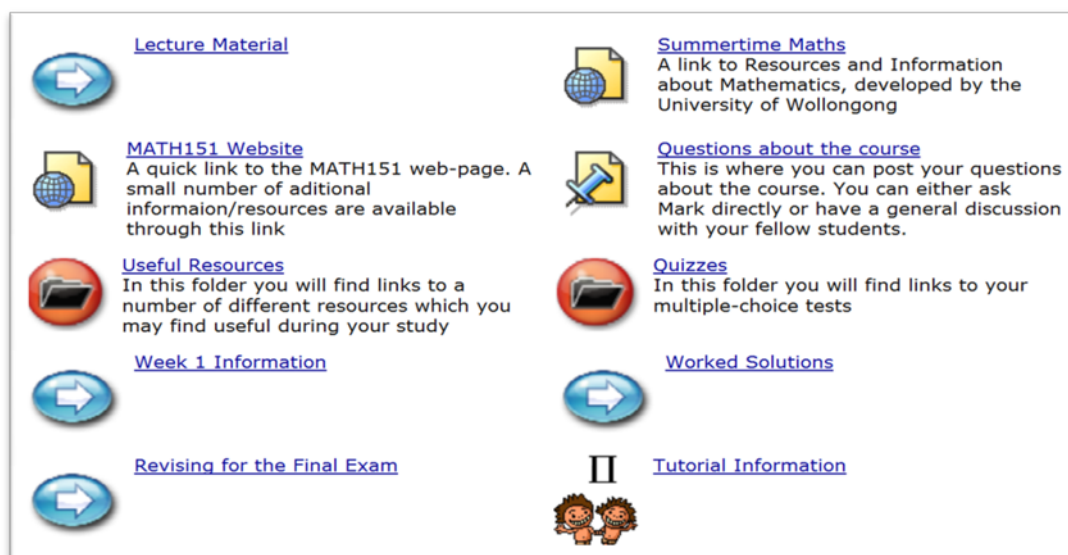 Lecture Material
Summertime Maths
A link to Resources and Information
about Mathematics, developed by the
University of Wollongong
MATH151 Website
A quick link to the MATH151 web-page. A
small number of aditional
informaion/resources are available
through this link
Questions about the course
This is where you can post your questions
about the course. You can either ask
Mark directly or have a general discussion
with your fellow students.
Useful Resources
In this folder you will find links to a
number of different resources which you
may find useful during your study
Quizzes
In this folder you will find links to your
multiple-choice tests
Week 1 Information
Worked Solutions
Revising for the Final Exam
Π
Tutorial Information